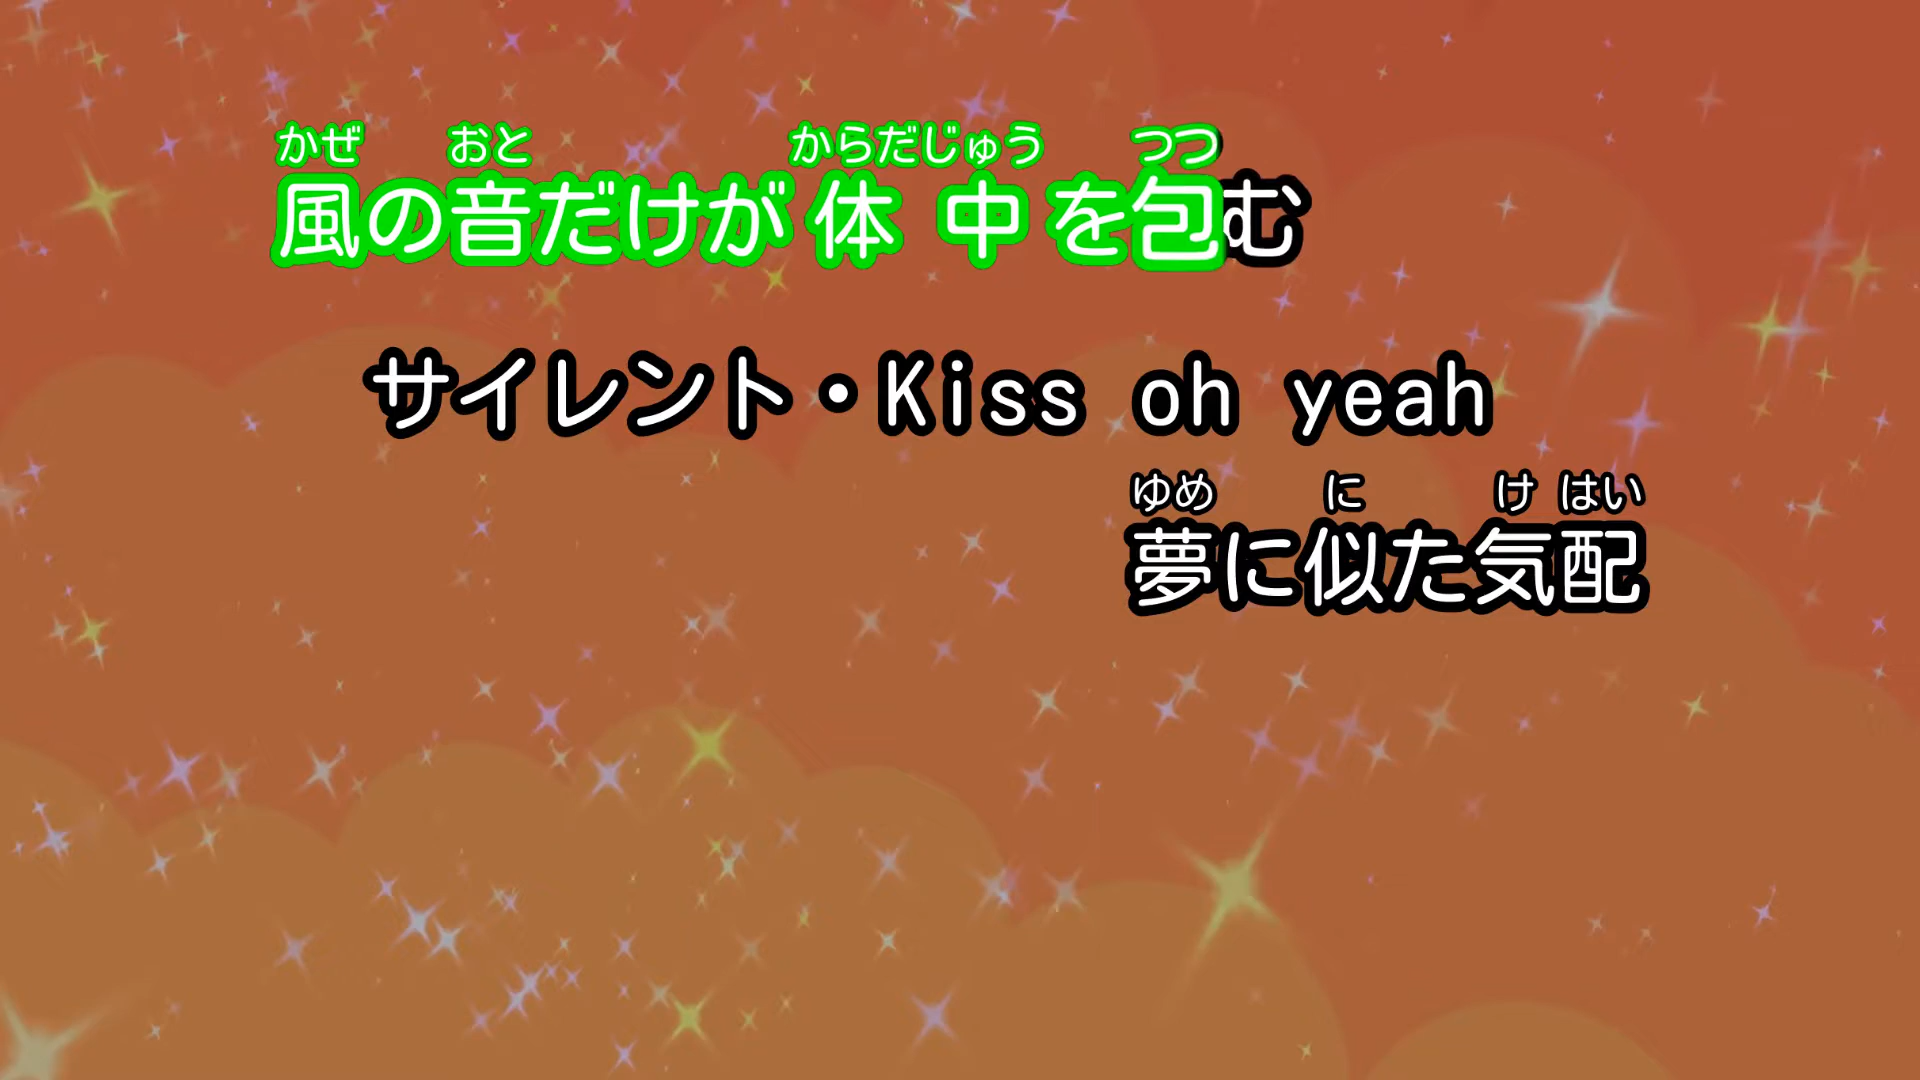 かぜ おと からだじゅう つつ
風の音だけが体中を包む
サイレント・Kiss oh yeah
ゆめ に け はい
夢に似た気配